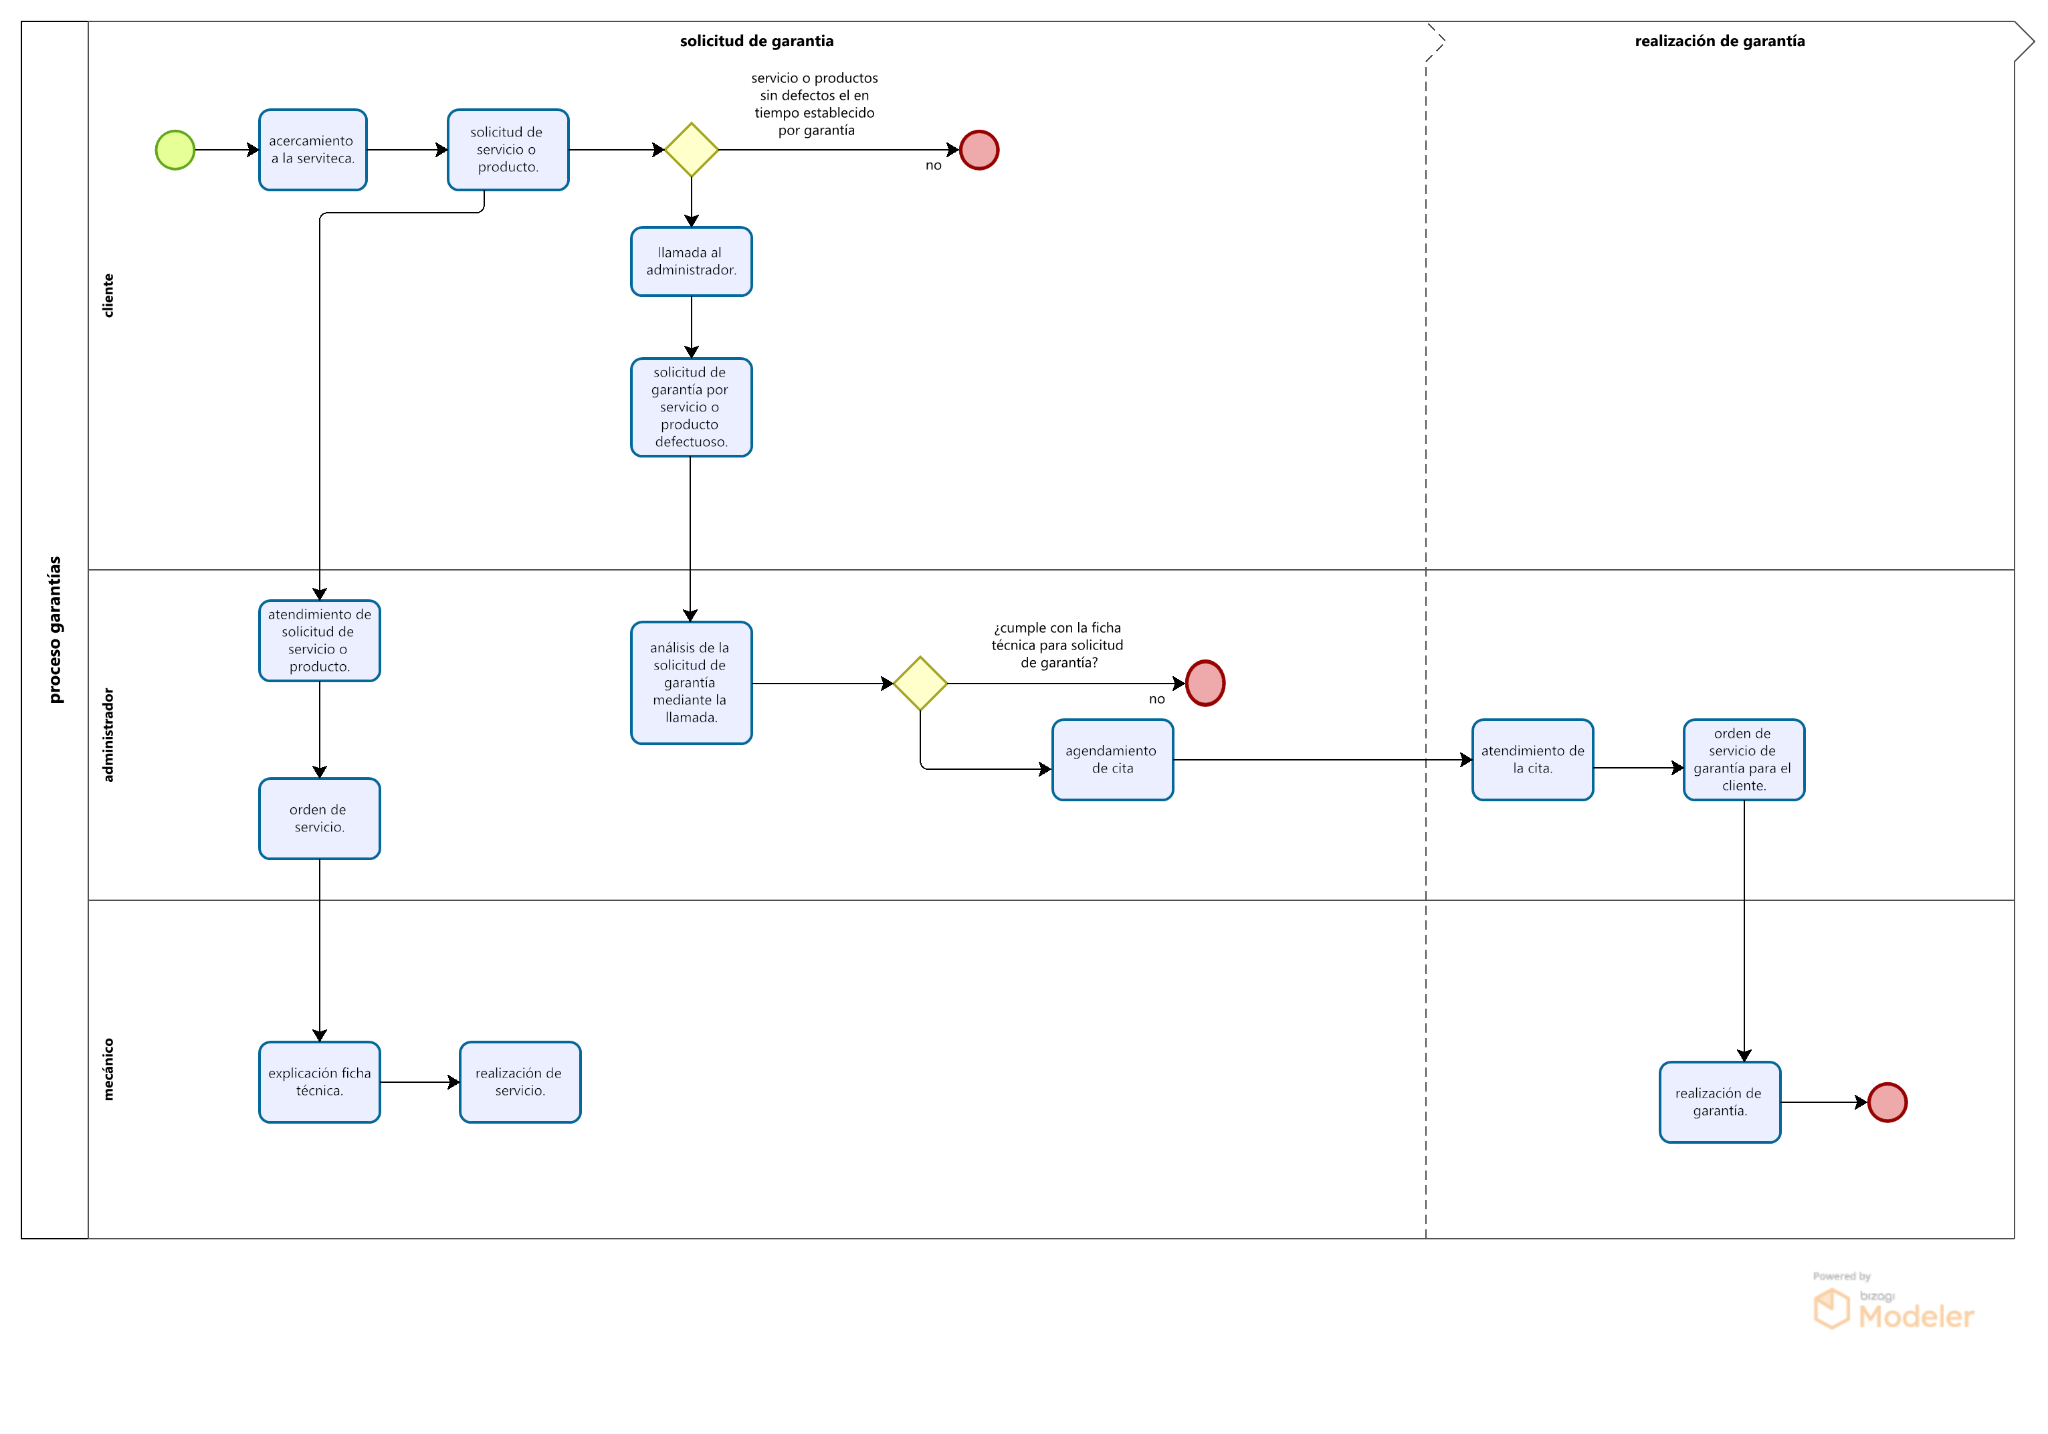 solicitud de garantia
realización de garantía
proceso garantías
cliente
administrador
mecánico
servicio o productos
sin defectos el en
tiempo establecido
por garantía
acercamiento
a la serviteca.
solicitud de
servicio o
producto.
no
llamada al
administrador.
solicitud de
garantía por
servicio o
producto
defectuoso.
atendimiento de
solicitud de
servicio o
producto.
análisis de la
solicitud de
garantía
mediante la
llamada.
¿cumple con la ficha
técnica para solicitud
de garantía?
no
agendamiento
de cita
atendimiento de
la cita.
orden de
servicio de
garantía para el
cliente.
orden de
servicio.
explicación ficha
técnica.
realización de
servicio.
realización de
garantía.
Powered by
bizagi
Modeler